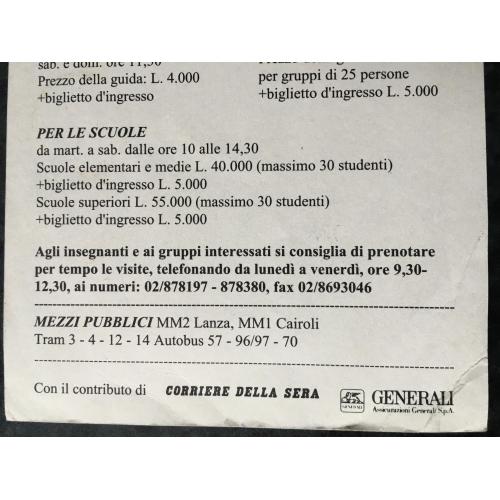 sab. e dom. ore 11,30
Prezzo della guida: L. 4.000
+biglietto d'ingresso
per gruppi di 25 persone
+biglietto d'ingresso L. 5.000
PER LE SCUOLE
da mart. a sab. dalle ore 10 alle 14,30
Scuole elementari e medie L. 40.000 (massimo 30 studenti)
+biglietto d'ingresso L. 5.000
Scuole superiori L. 55.000 (massimo 30 studenti)
+biglietto d'ingresso L. 5.000
Agli insegnanti e ai gruppi interessati si consiglia di prenotare
per tempo le visite, telefonando da lunedì a venerdì, ore 9,30-
12,30, ai numeri: 02/878197 - 878380, fax 02/8693046
MEZZI PUBBLICI MM2 Lanza, MM1 Cairoli
Tram 3 - 4 - 12 - 14 Autobus 57 - 96/97 - 70
Con il contributo di CORRIERE DELLA SERA GENERALI
Assicurazioni Generali S.p.A.